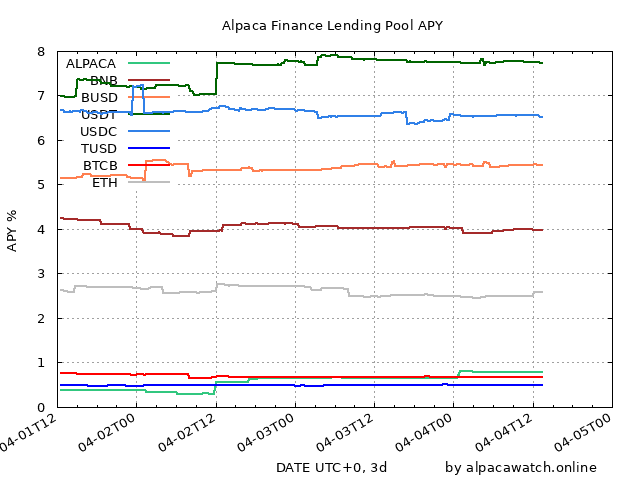 Alpaca Finance Lending Pool APY
8
7
6
5
4
3
2
1
0
APY %
ALPACA
BNB
BUSD
USDT
USDC
TUSD
BTCB
ETH
04-01T12
04-02T00
04-02T12
04-03T00
04-03T12
04-04T00
04-04T12
04-05T00
DATE UTC+0, 3d
by alpacawatch.online